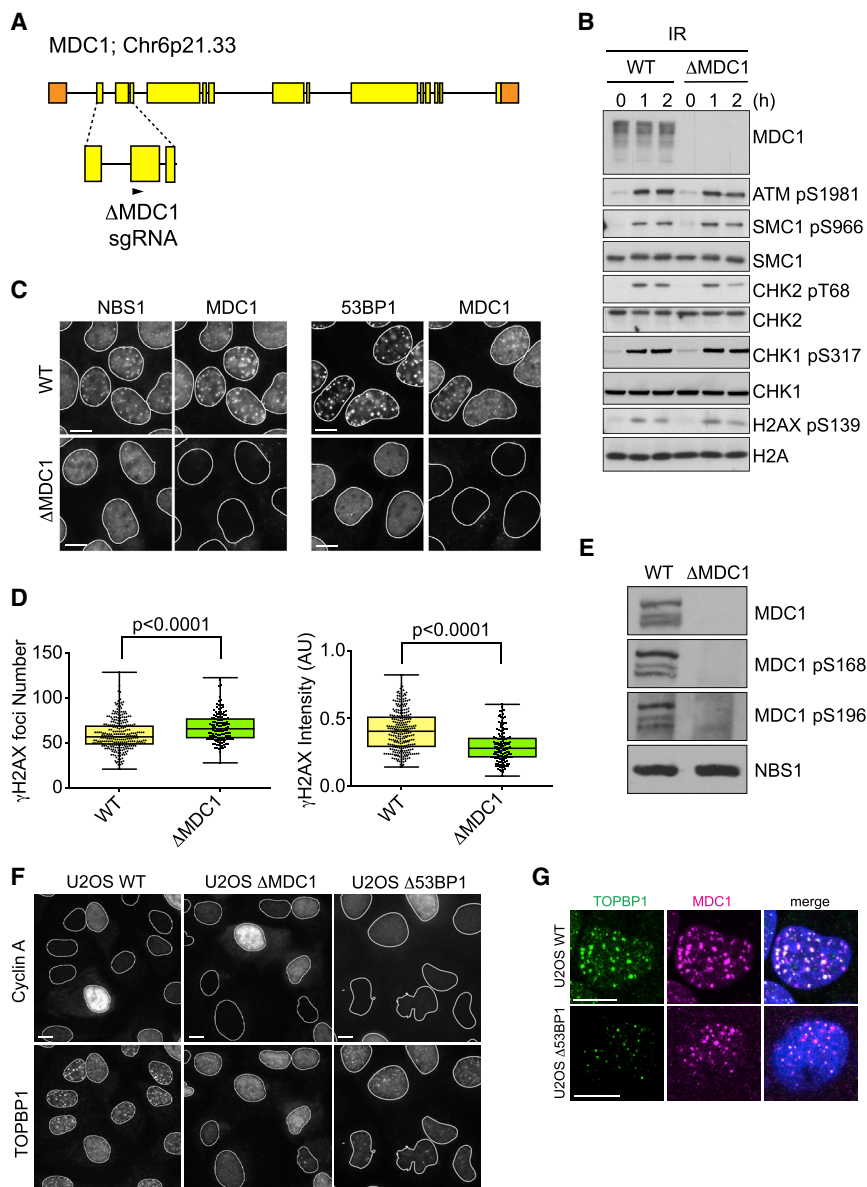 A
MDC1; Chr6p21.33
ΔMDC1
sgRNA
B
IR
WT ΔMDC1
0 1 2 0 1 2 (h)
MDC1
ATM pS1981
SMC1 pS966
SMC1
CHK2 pT68
CHK2
CHK1 pS317
CHK1
H2AX pS139
H2A
C
NBS1 MDC1 53BP1 MDC1
WT
ΔMDC1
D
p<0.0001
γH2AX foci Number
150
100
50
0
WT ΔMDC1
p<0.0001
γH2AX Intensity (AU)
1.0
0.5
0.0
WT ΔMDC1
E
WT ΔMDC1
MDC1
MDC1 pS168
MDC1 pS196
NBS1
F
U2OS WT U2OS ΔMDC1 U2OS Δ53BP1
Cyclin A
TOPBP1
G
TOPBP1 MDC1 merge
U2OS WT
U2OS Δ53BP1